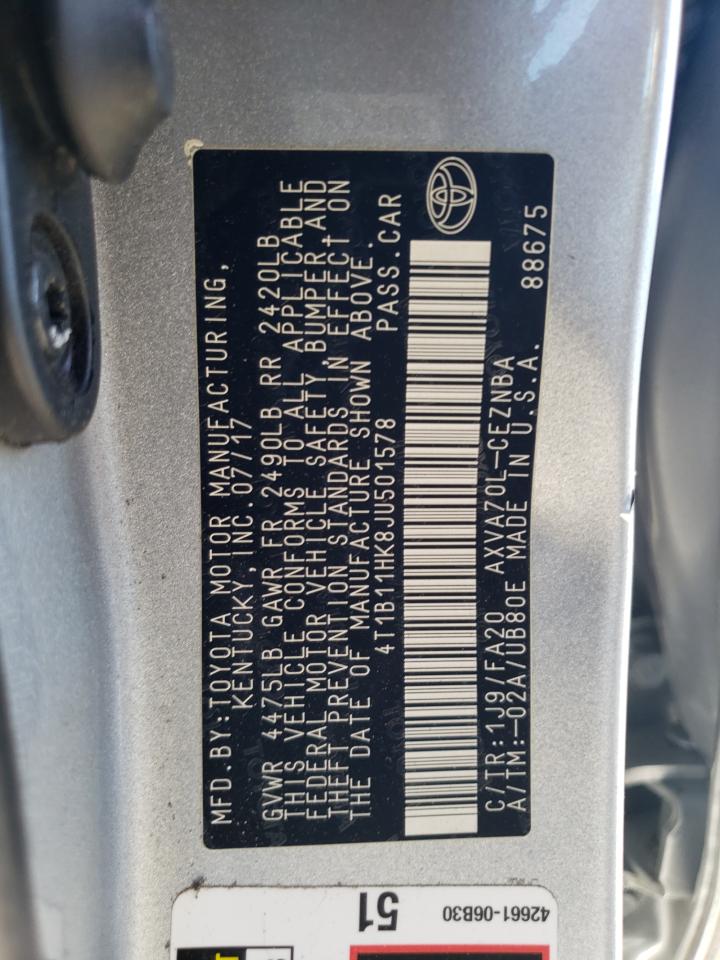 MFD.BY:TOYOTA MOTOR MANUFACTURING,
KENTUCKY, INC.07/17
GVWR 4475LB GAWR FR 2490LB RR 2420LB
THIS VEHICLE CONFORMS TO ALL APPLICABLE
FEDERAL MOTOR VEHICLE SAFETY, BUMPER, AND
THEFT PREVENTION STANDARDS IN EFFECT ON
THE DATE OF MANUFACTURE SHOWN ABOVE.
4T1B11HK8JU501578 PASS.CAR
C/TR:1J9/FA20 AXVA70L-CEZNBA
A/TM:-02A/UB80E MADE IN U.S.A. 88675
42661-06B30
51